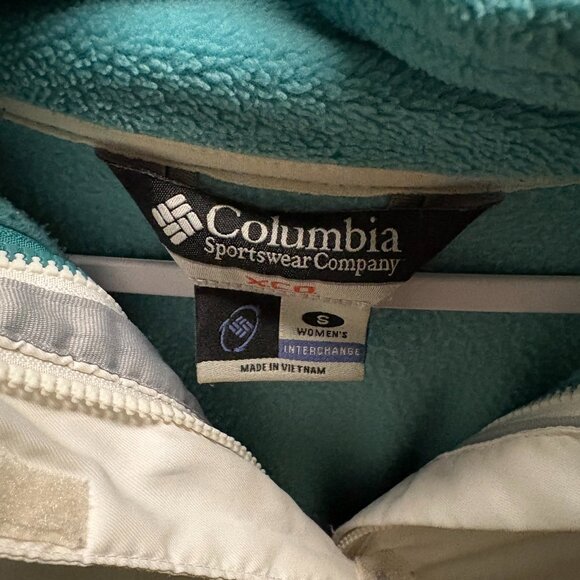 Columbia
Sportswear Company
XCO
S
WOMEN'S
INTERCHANGE
MADE IN VIETNAM